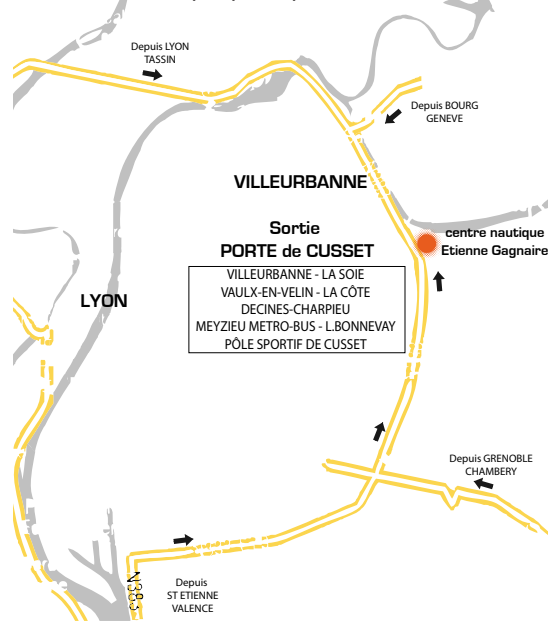 Depuis LYON
TASSIN
Depuis BOURG
GENEVE
VILLEURBANNE
Sortie
PORTE de CUSSET
centre nautique
Etienne Gagnaire
VILLEURBANNE - LA SOIE
VAULX-EN-VELIN - LA CÔTE
DECINES-CHARPIEU
MEYZIEU METRO-BUS - L.BONNEVAY
PÔLE SPORTIF DE CUSSET
LYON
Depuis GRENOBLE
CHAMBERY
N383
Depuis
ST ETIENNE
VALENCE